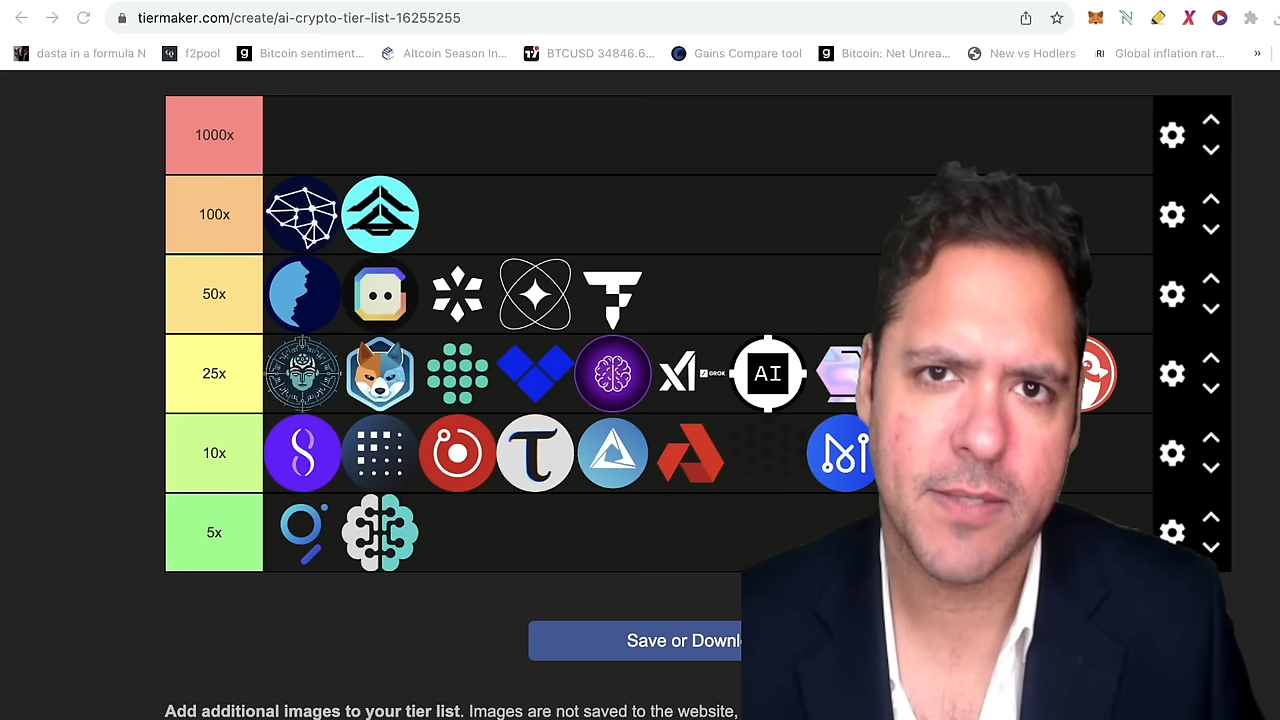 tiermaker.com/create/ai-crypto-tier-list-16255255
dasta in a formula N
f2pool
Bitcoin sentiment...
Altcoin Season In...
BTCUSD 34846.6...
Gains Compare tool
Bitcoin: Net Unrea...
New vs Hodlers
RI Global inflation rat...
»
1000x
100x
50x
25x
GROK
AI
10x
5x
Save or Downl
Add additional images to your tier list. Images are not saved to the website,